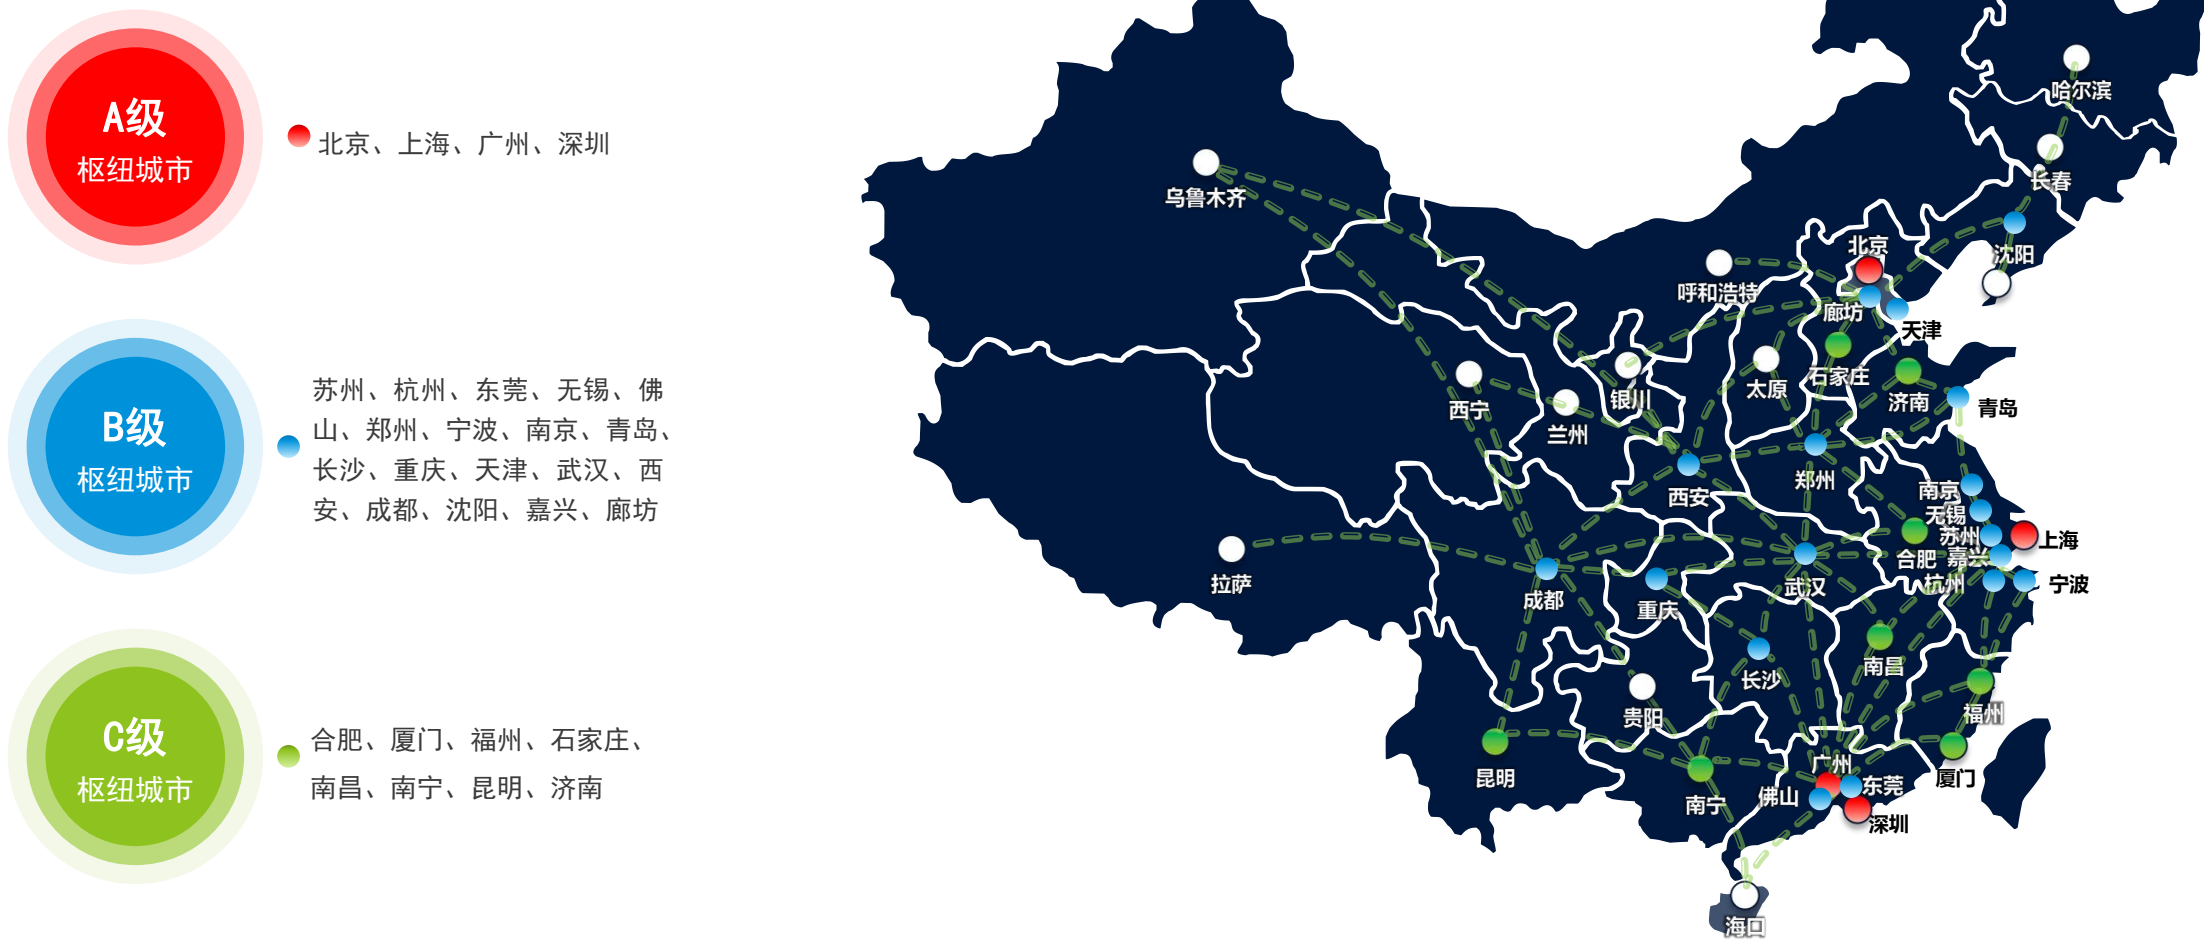 A级
枢纽城市
北京、上海、广州、深圳
B级
枢纽城市
苏州、杭州、东莞、无锡、佛
山、郑州、宁波、南京、青岛、
长沙、重庆、天津、武汉、西
安、成都、沈阳、嘉兴、廊坊
C级
枢纽城市
合肥、厦门、福州、石家庄、
南昌、南宁、昆明、济南
哈尔滨
长春
乌鲁木齐
沈阳
北京
呼和浩特
廊坊
天津
石家庄
太原
济南
银川
西宁
青岛
兰州
郑州
西安
南京
无锡
苏州
上海
合肥
嘉兴
杭州
宁波
拉萨
武汉
成都
重庆
南昌
长沙
福州
贵阳
广州
厦门
昆明
东莞
佛山
南宁
深圳
海口